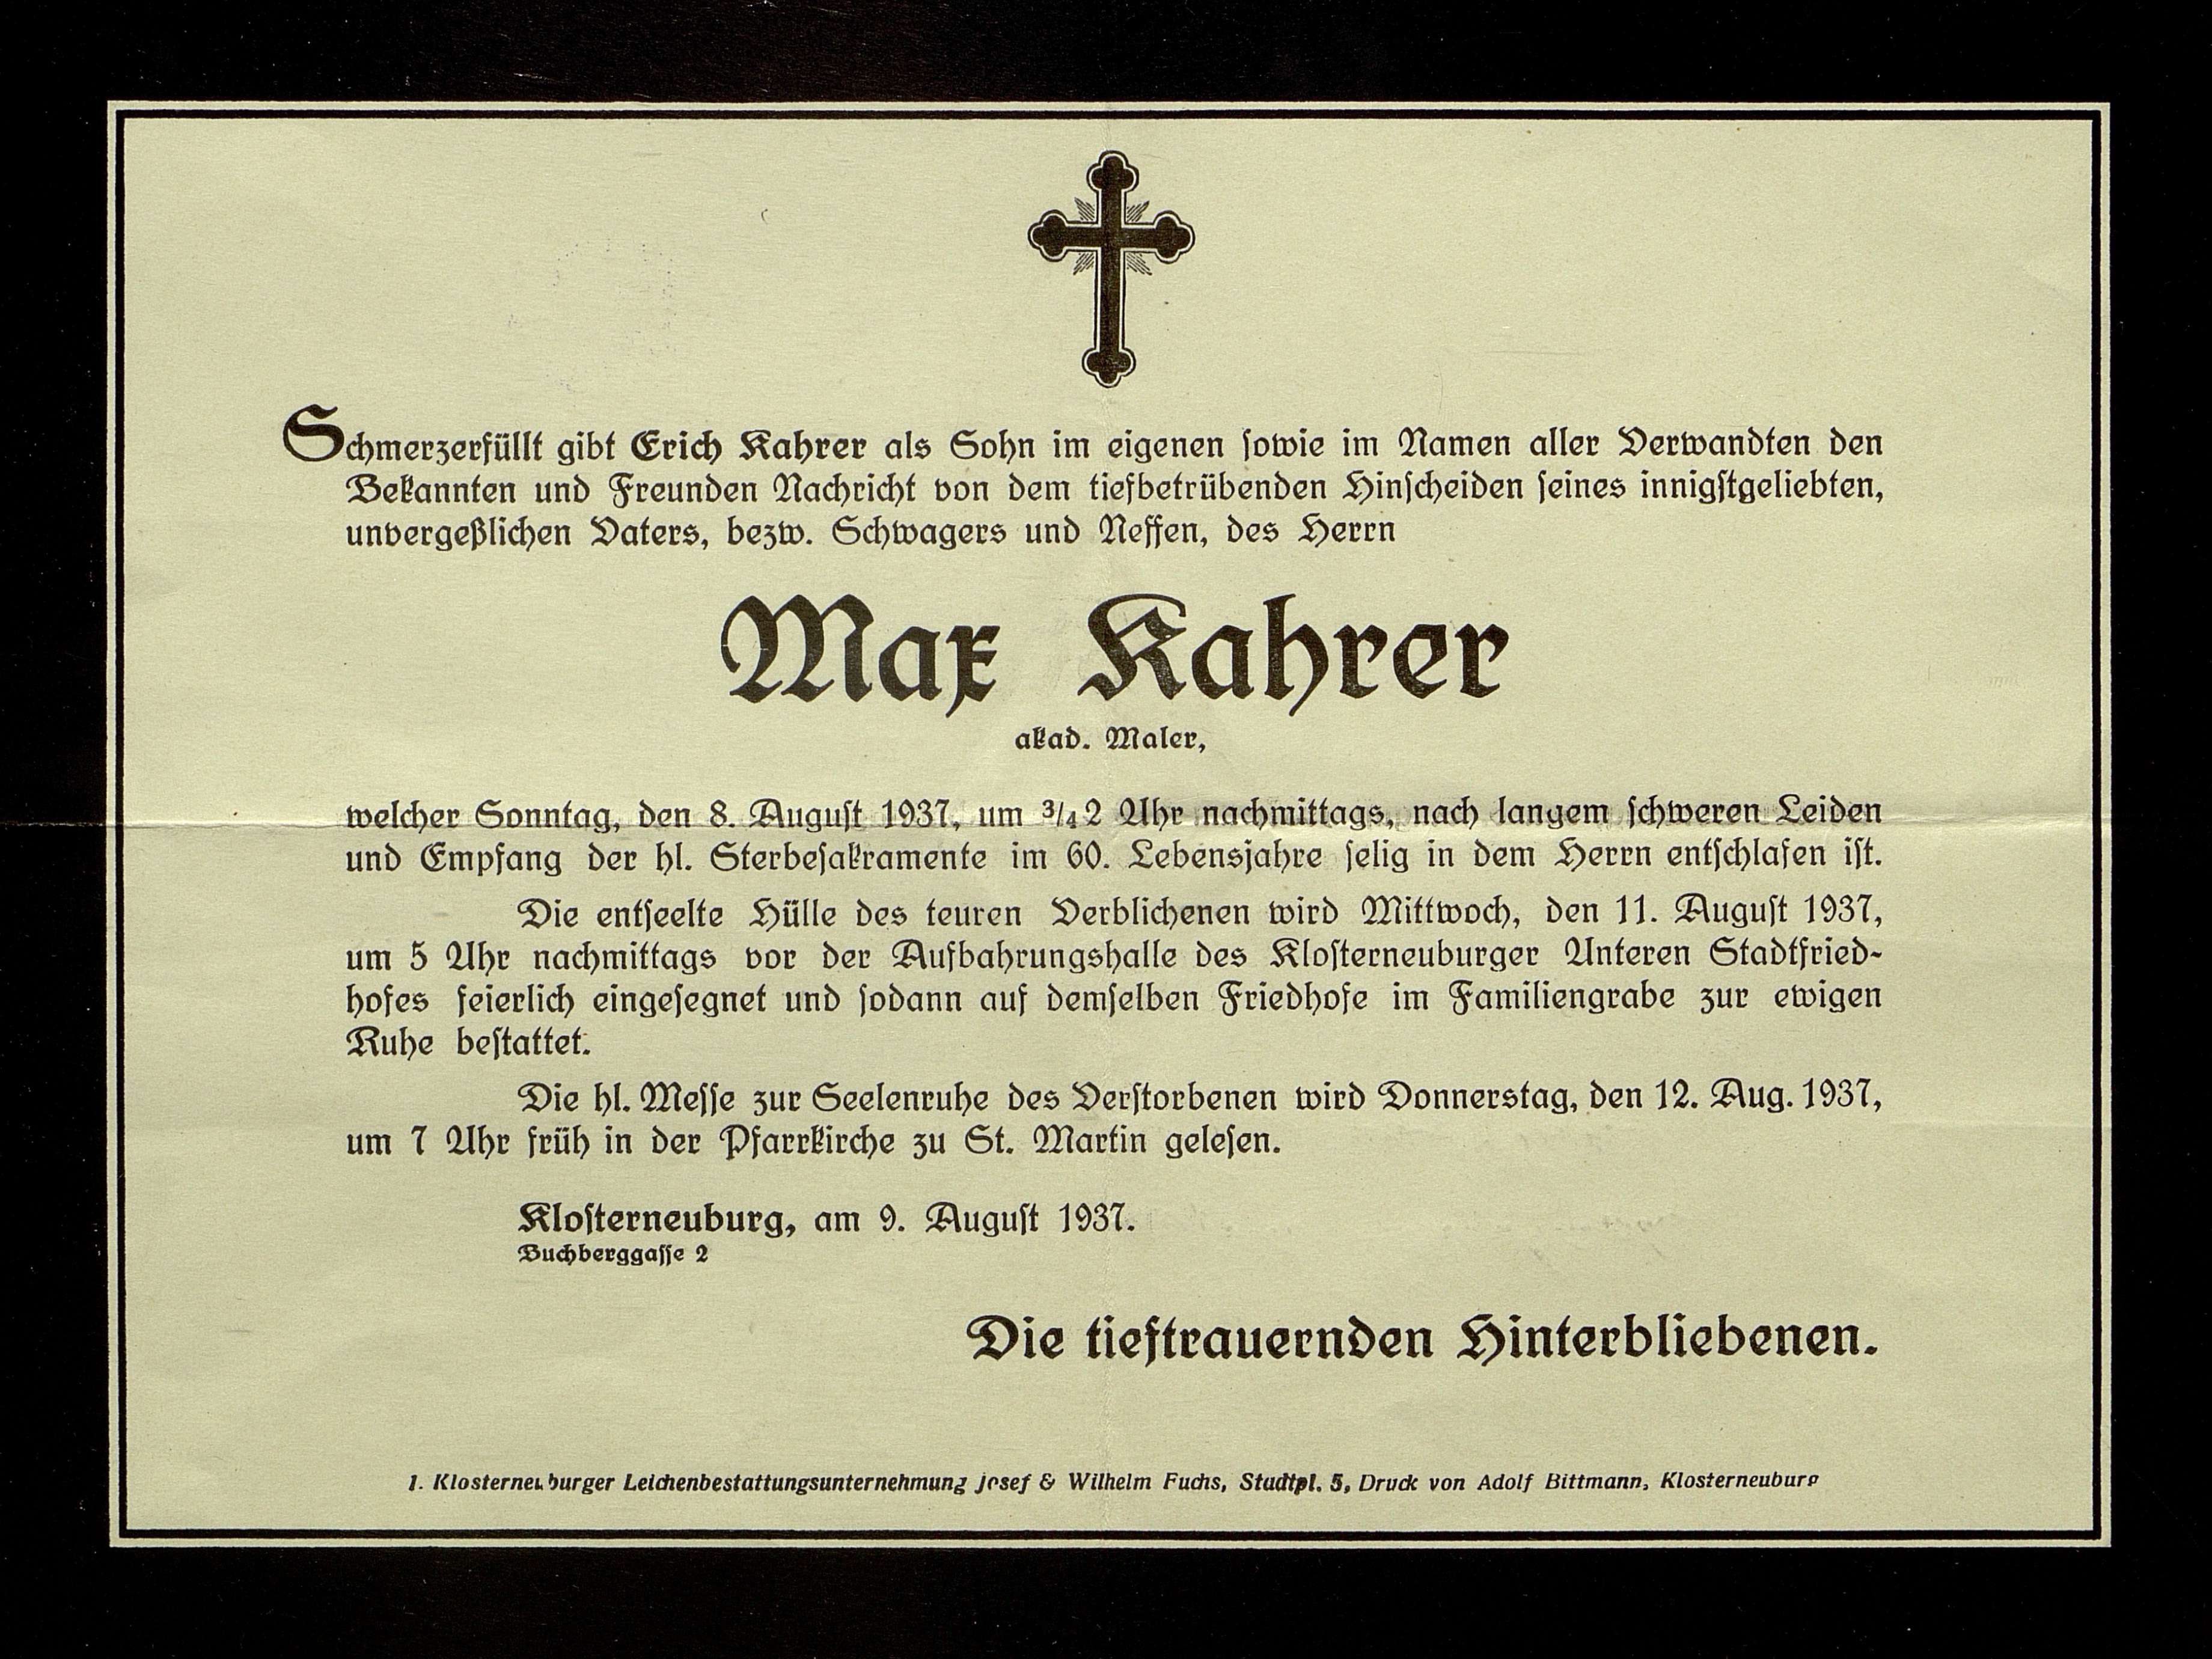 Schmerzerfüllt gibt Erich Kahrer als Sohn im eigenen sowie im Namen aller Verwandten den
Bekannten und Freunden Nachricht von dem tiefbetrübenden Hinscheiden seines innigstgeliebten,
unvergeßlichen Vaters, bezw. Schwagers und Neffen, des Herrn
Max Kahrer
akad. Maler,
welcher Sonntag, den 8. August 1937, um 3/4 2 Uhr nachmittags, nach langem schweren Leiden
und Empfang der hl. Sterbesakramente im 60. Lebensjahre selig in dem Herrn entschlafen ist.
Die entseelte Hülle des teuren Verblichenen wird Mittwoch, den 11. August 1937,
um 5 Uhr nachmittags vor der Aufbahrungshalle des Klosterneuburger Unteren Stadtfried-
hofes feierlich eingesegnet und sodann auf demselben Friedhofe im Familiengrabe zur ewigen
Ruhe bestattet.
Die hl. Messe zur Seelenruhe des Verstorbenen wird Donnerstag, den 12. Aug. 1937,
um 7 Uhr früh in der Pfarrkirche zu St. Martin gelesen.
Klosterneuburg, am 9. August 1937.
Buchberggasse 2
Die tieftrauernden Hinterbliebenen.
1. Klosterneuburger Leichenbestattungsunternehmung Josef & Wilhelm Fuchs, Stadtpl. 5, Druck von Adolf Bittmann, Klosterneuburg